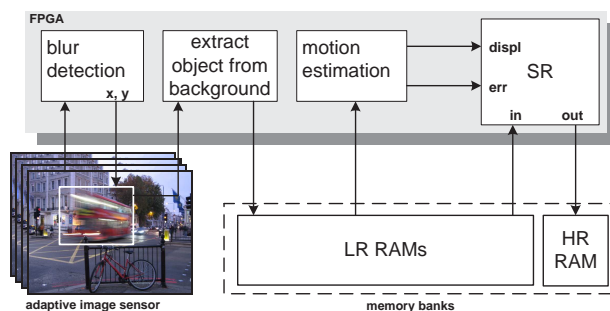 FPGA
blur
detection
x, y
extract
object from
background
motion
estimation
displ
SR
err
in
out
LR RAMs
HR
RAM
adaptive image sensor
memory banks